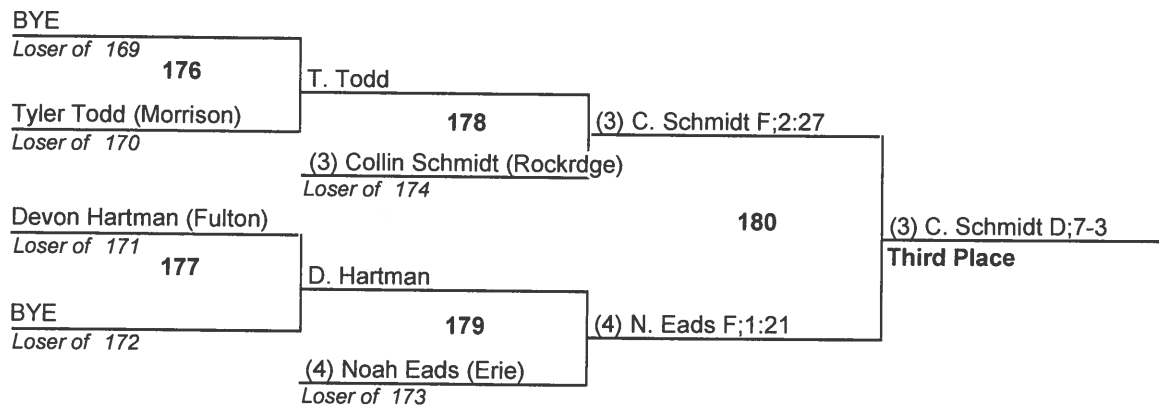 BYE
Loser of 169
176
T. Todd
Tyler Todd (Morrison)
Loser of 170
178
(3) C. Schmidt F;2:27
(3) Collin Schmidt (Rockrdge)
Loser of 174
Devon Hartman (Fulton)
Loser of 171
180
(3) C. Schmidt D;7-3
Third Place
177
D. Hartman
BYE
Loser of 172
179
(4) N. Eads F;1:21
(4) Noah Eads (Erie)
Loser of 173